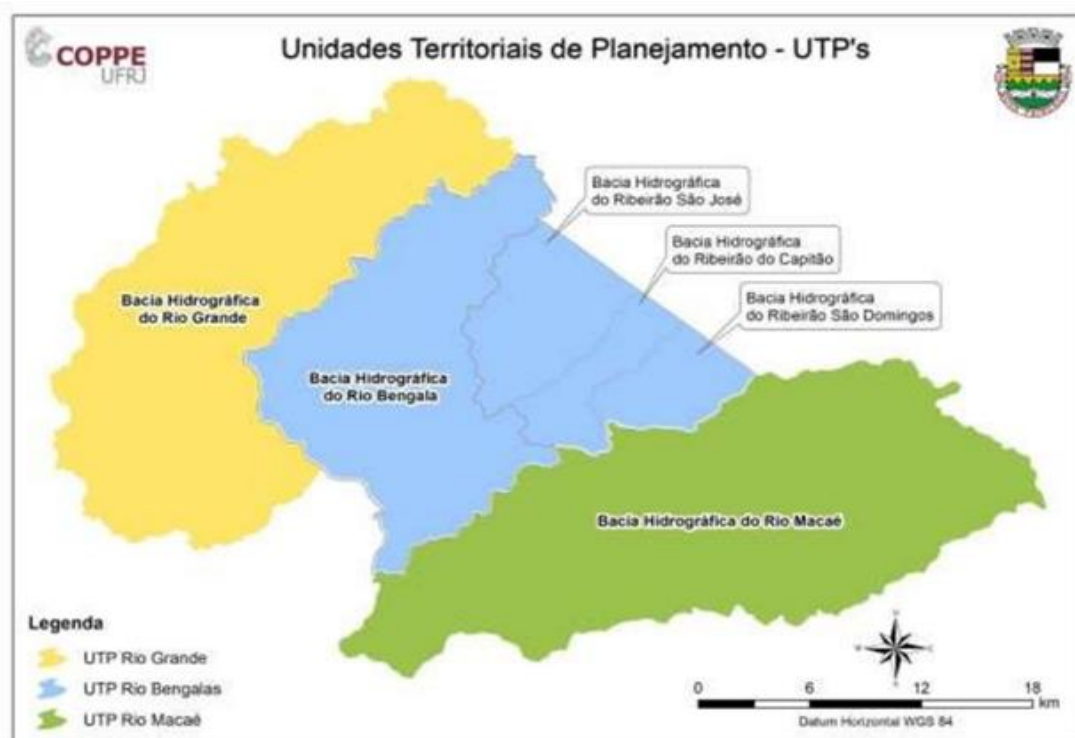 COPPE
UFRJ
Unidades Territoriais de Planejamento - UTP's
Bacia Hidrográfica
do Ribeirão São José
Bacia Hidrográfica
do Ribeirão do Capitão
Bacia Hidrográfica
do Ribeirão São Domingos
Bacia Hidrográfica
do Rio Grande
Bacia Hidrográfica
do Rio Bengala
Bacia Hidrográfica do Rio Macaé
Legenda
UTP Rio Grande
UTP Rio Bengalas
UTP Rio Macaé
0 6 12 18
km
Datum Horizontal WGS 84